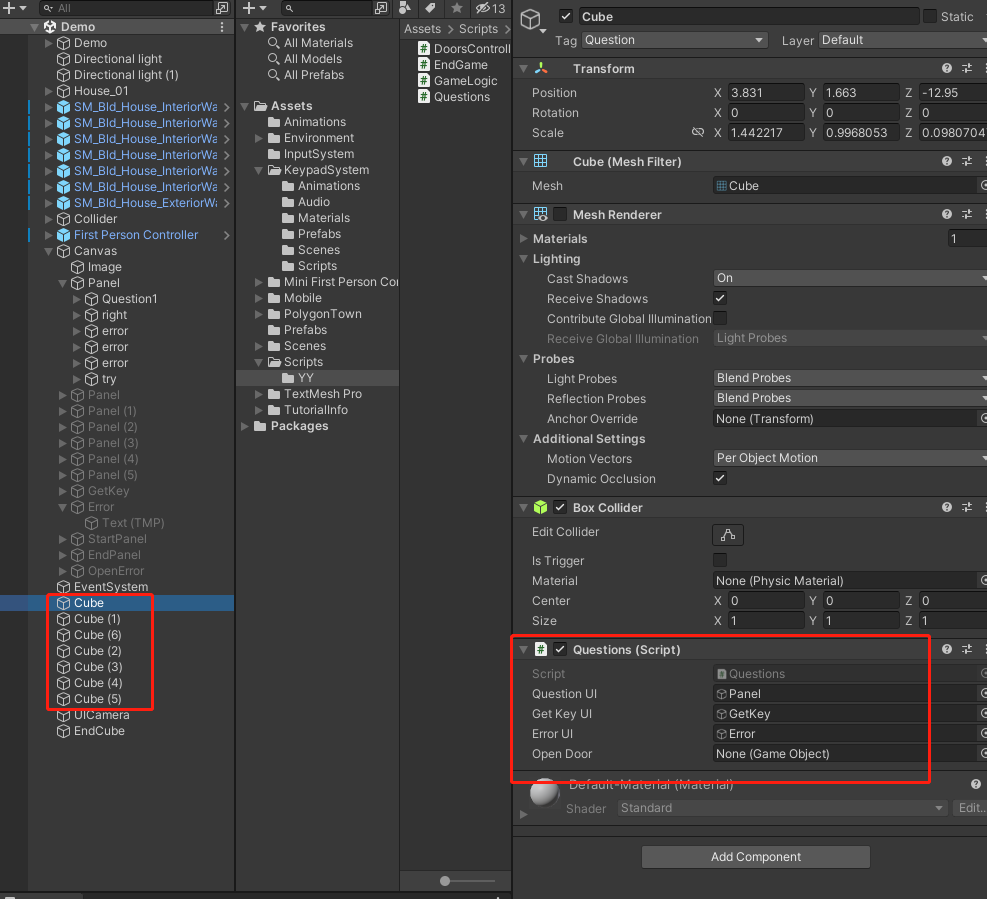 All
13
Demo
Demo
Directional light
Directional light (1)
House_01
SM_Bld_House_InteriorWa
SM_Bld_House_InteriorWa
SM_Bld_House_InteriorWa
SM_Bld_House_InteriorWa
SM_Bld_House_InteriorWa
SM_Bld_House_InteriorWa
SM_Bld_House_ExteriorWa
Collider
First Person Controller
Canvas
Image
Panel
Question1
right
error
error
error
try
Panel
Panel (1)
Panel (2)
Panel (3)
Panel (4)
Panel (5)
GetKey
Error
Text (TMP)
StartPanel
EndPanel
OpenError
EventSystem
Cube
Cube (1)
Cube (6)
Cube (2)
Cube (3)
Cube (4)
Cube (5)
UICamera
EndCube
Favorites
All Materials
All Models
All Prefabs
Assets
Animations
Environment
InputSystem
KeypadSystem
Animations
Audio
Materials
Prefabs
Scenes
Scripts
Mini First Person Cor
Mobile
PolygonTown
Prefabs
Scenes
Scripts
YY
TextMesh Pro
TutorialInfo
Packages
Assets > Scripts >
DoorsControll
EndGame
GameLogic
Questions
Cube Static
Tag Question Layer Default
Transform
Position X 3.831 Y 1.663 Z -12.95
Rotation X 0 Y 0 Z 0
Scale X 1.442217 Y 0.9968053 Z 0.0980704
Cube (Mesh Filter)
Mesh Cube
Mesh Renderer
Materials 1
Lighting
Cast Shadows On
Receive Shadows
Contribute Global Illumination
Receive Global Illumination Light Probes
Probes
Light Probes Blend Probes
Reflection Probes Blend Probes
Anchor Override None (Transform)
Additional Settings
Motion Vectors Per Object Motion
Dynamic Occlusion
Box Collider
Edit Collider
Is Trigger
Material None (Physic Material)
Center X 0 Y 0 Z 0
Size X 1 Y 1 Z 1
Questions (Script)
Script Questions
Question UI Panel
Get Key UI GetKey
Error UI Error
Open Door None (Game Object)
Default-Material (Material)
Shader Standard Edit..
Add Component